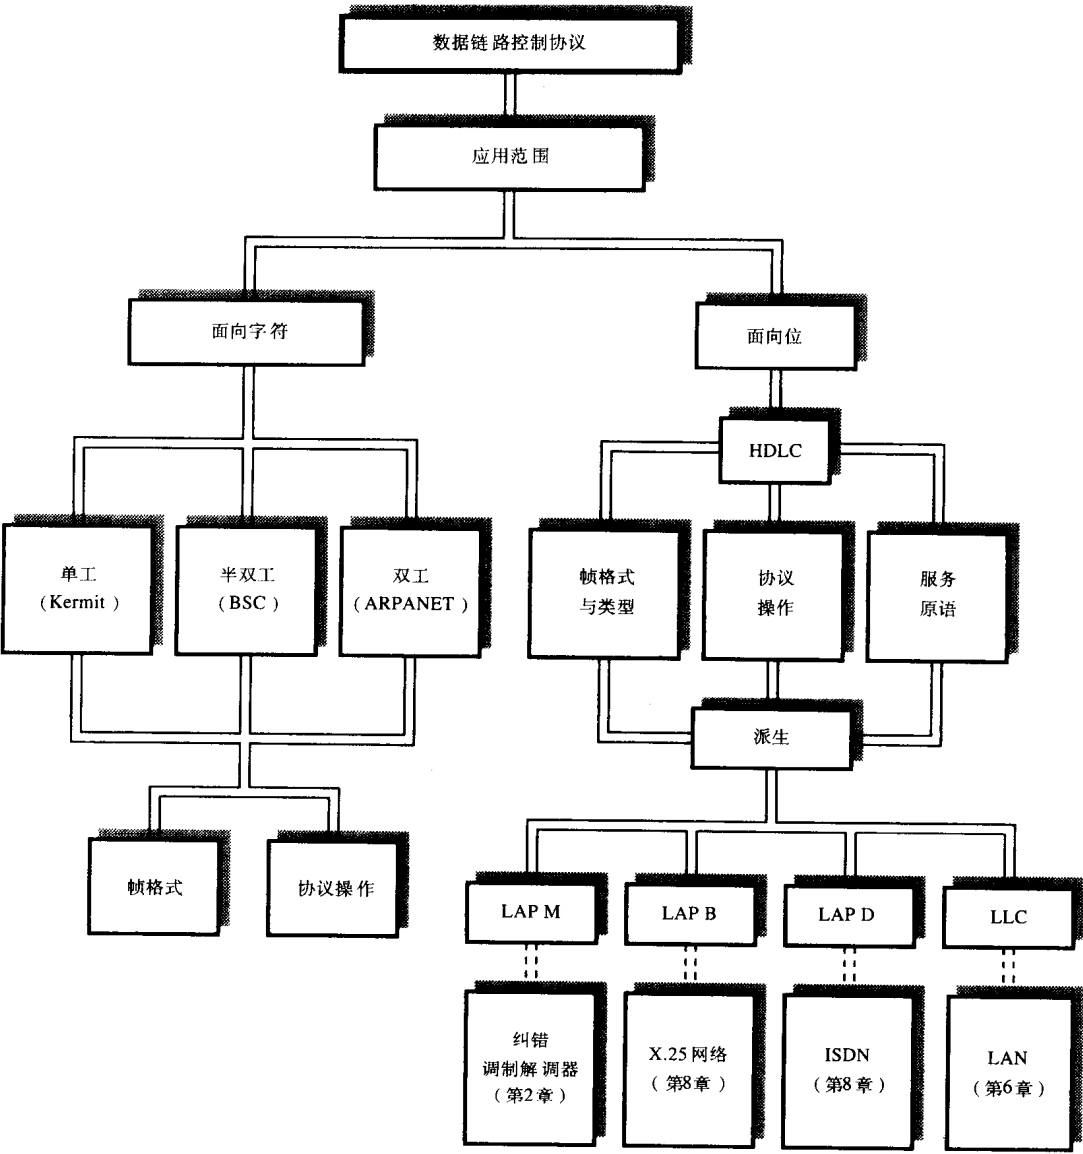 数据链路控制协议
应用范围
面向字符
面向位
HDLC
单工
(Kermit)
半双工
(BSC)
双工
(ARPANET)
帧格式
与类型
协议
操作
服务
原语
派生
帧格式
协议操作
LAP M
LAP B
LAP D
LLC
纠错
调制解调器
(第2章)
X.25网络
(第8章)
ISDN
(第8章)
LAN
(第6章)